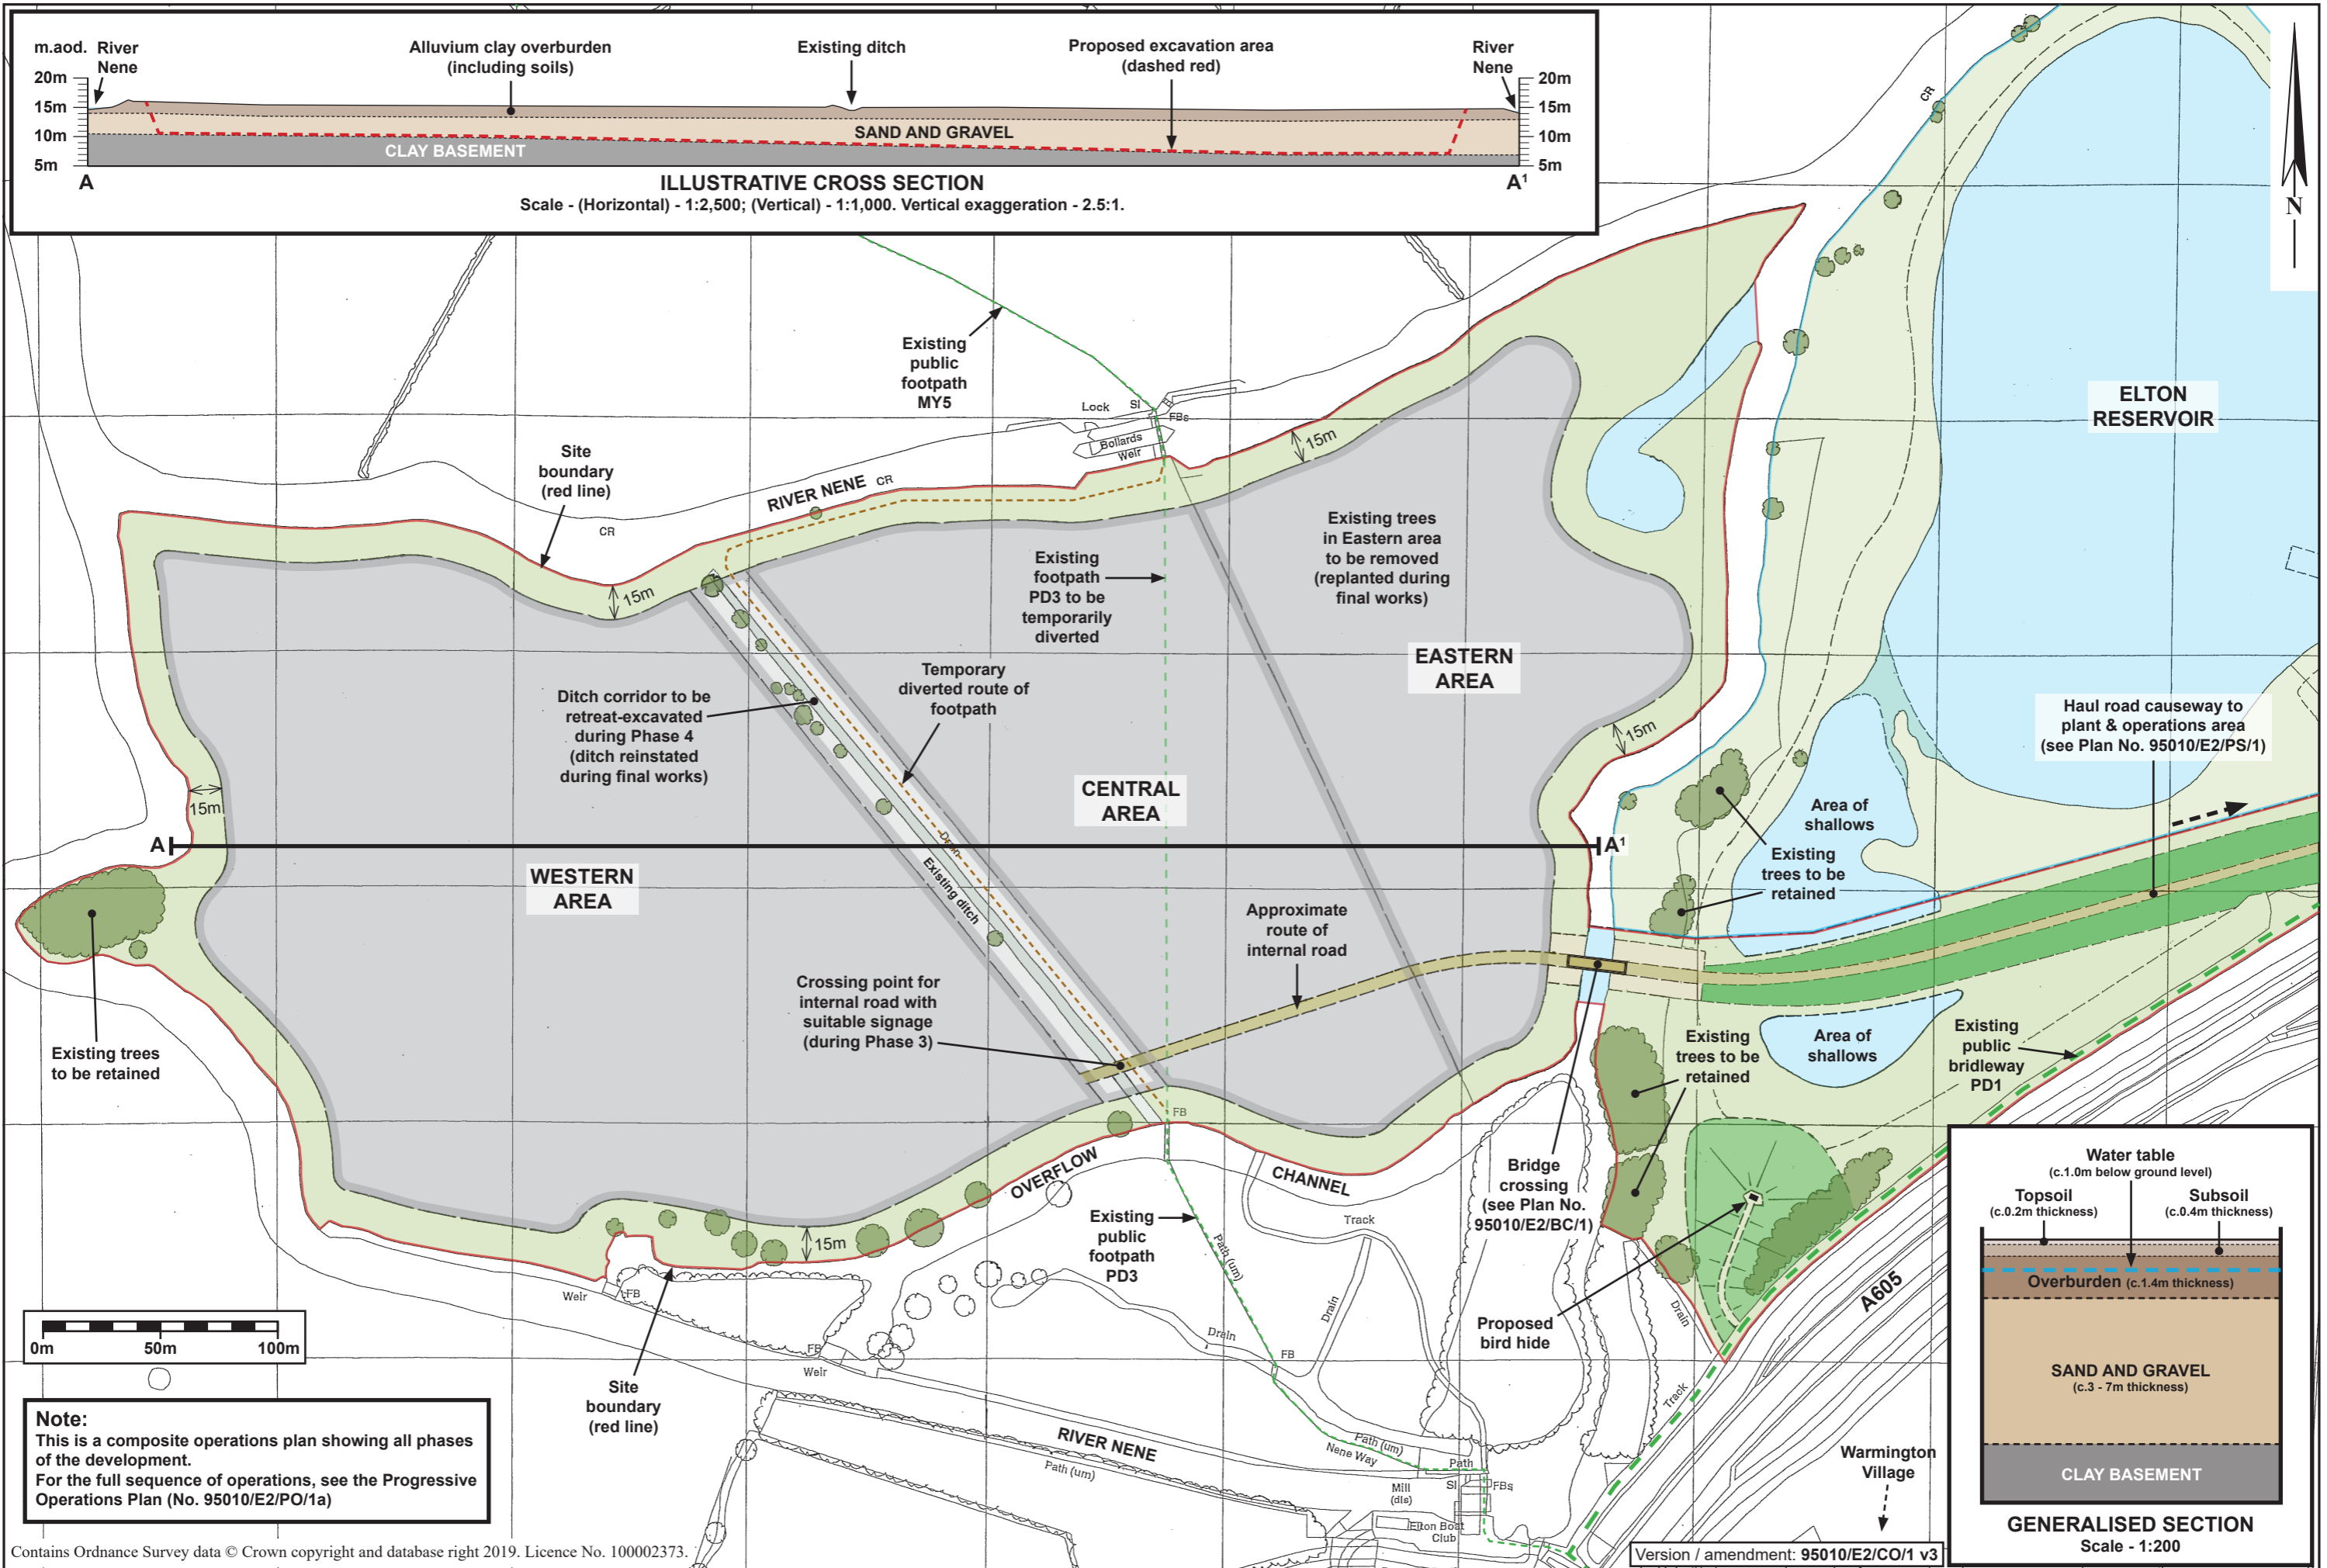 m.aod.
River
Nene
Alluvium clay overburden
(including soils)
Existing ditch
Proposed excavation area
(dashed red)
River
Nene
20m
15m
10m
5m
20m
15m
10m
5m
SAND AND GRAVEL
CLAY BASEMENT
A
A¹
ILLUSTRATIVE CROSS SECTION
Scale - (Horizontal) - 1:2,500; (Vertical) - 1:1,000. Vertical exaggeration - 2.5:1.
N
CR
Existing
public
footpath
MY5
Lock
Sl
FBs
Bollards
Weir
15m
ELTON
RESERVOIR
Site
boundary
(red line)
RIVER NENE
CR
CR
15m
Existing
footpath
PD3 to be
temporarily
diverted
Existing trees
in Eastern area
to be removed
(replanted during
final works)
EASTERN
AREA
Temporary
diverted route of
footpath
Ditch corridor to be
retreat-excavated
during Phase 4
(ditch reinstated
during final works)
15m
Haul road causeway to
plant & operations area
(see Plan No. 95010/E2/PS/1)
CENTRAL
AREA
15m
Area of
shallows
Existing
trees to be
retained
A
A¹
Drain
Existing ditch
WESTERN
AREA
Approximate
route of
internal road
Crossing point for
internal road with
suitable signage
(during Phase 3)
Existing trees
to be retained
Existing
trees to be
retained
Area of
shallows
Existing
public
bridleway
PD1
FB
OVERFLOW
CHANNEL
Bridge
crossing
(see Plan No.
95010/E2/BC/1)
Existing
public
footpath
PD3
Path (um)
Track
Drain
15m
Proposed
bird hide
Drain
A605
Weir
FB
FB
Weir
Drain
FB
0m
50m
100m
Site
boundary
(red line)
Track
RIVER NENE
Path (um)
Path (um)
Nene Way
Path
Mill
(dis)
Sl
FBs
Elton Boat
Club
Warmington
Village
Note:
This is a composite operations plan showing all phases
of the development.
For the full sequence of operations, see the Progressive
Operations Plan (No. 95010/E2/PO/1a)
Water table
(c.1.0m below ground level)
Topsoil
(c.0.2m thickness)
Subsoil
(c.0.4m thickness)
Overburden (c.1.4m thickness)
SAND AND GRAVEL
(c.3 - 7m thickness)
CLAY BASEMENT
GENERALISED SECTION
Scale - 1:200
Contains Ordnance Survey data © Crown copyright and database right 2019. Licence No. 100002373.
Version / amendment: 95010/E2/CO/1 v3